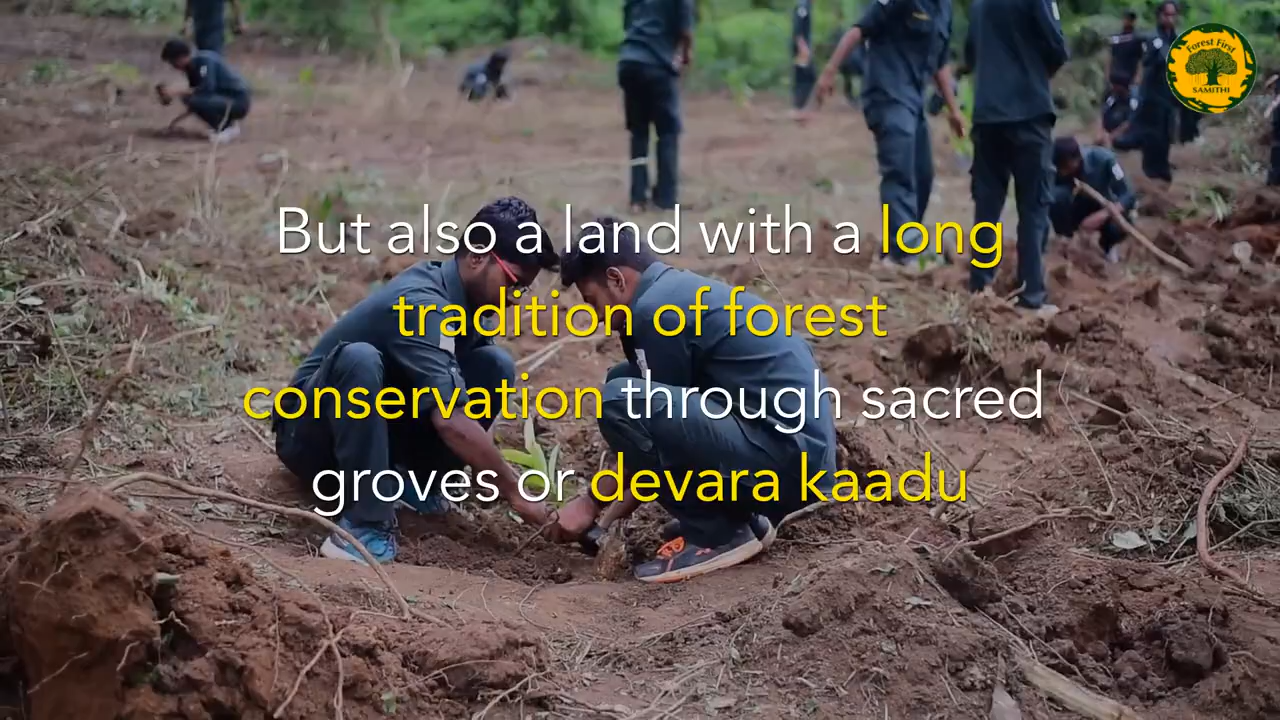 Forest First
SAMITHI
But also a land with a long
tradition of forest
conservation through sacred
groves or devara kaadu